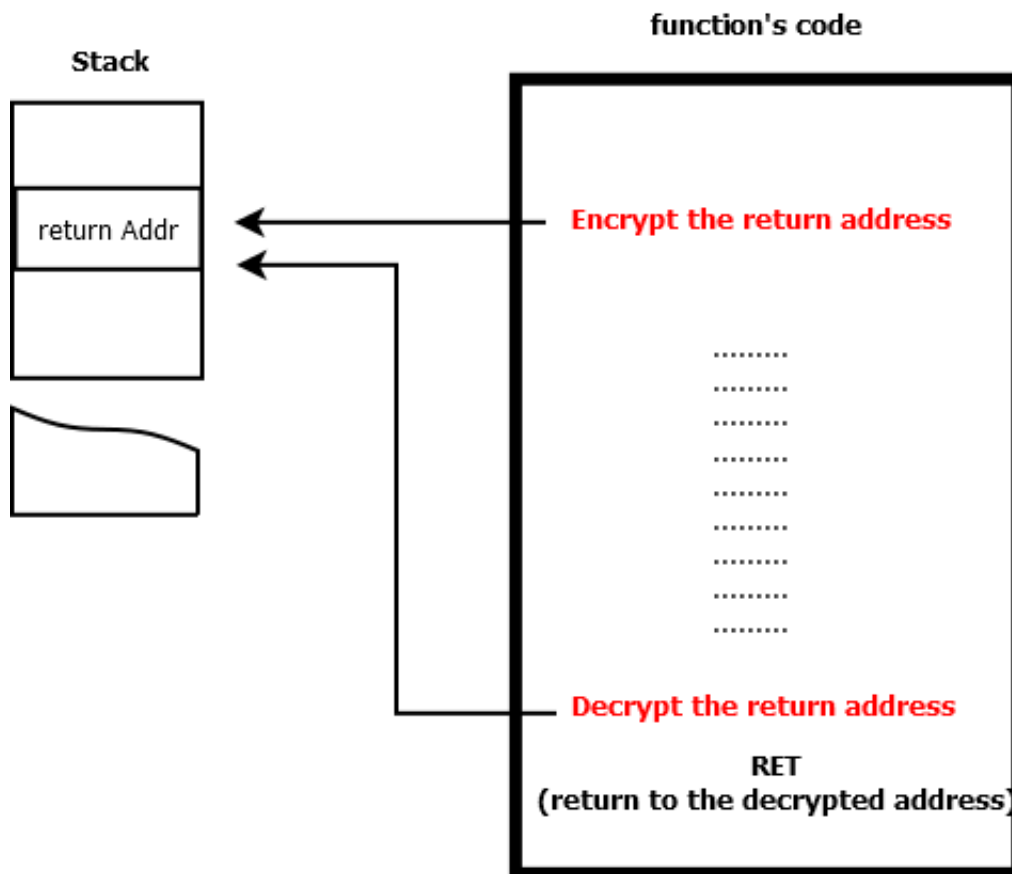 function's code
Stack
return Addr
Encrypt the return address
.........
.........
.........
.........
.........
.........
.........
.........
.........
Decrypt the return address
RET
(return to the decrypted address)